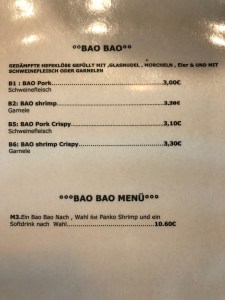 °°BAO BAO°°
GEDÄMPFTE HEFEKLÖSE GEFÜLLT MIT ,GLASNUDEL , MORCHELN , Eier & UND MIT
SCHWEINEFLEISCH ODER GARNELEN
B1 : BAO Pork...........................................3,00€
Schweinefleisch
B2: BAO shrimp.......................................3,30€
Garnele
B5: BAO Pork Crispy.................................3,10€
Schweinefleisch
B6: BAO shrimp Crispy..............................3,30€
Garnele
°°°BAO BAO MENÜ°°°
M3.Ein Bao Bao Nach , Wahl 6st Panko Shrimp und ein
Softdrink nach Wahl..............................10.60€